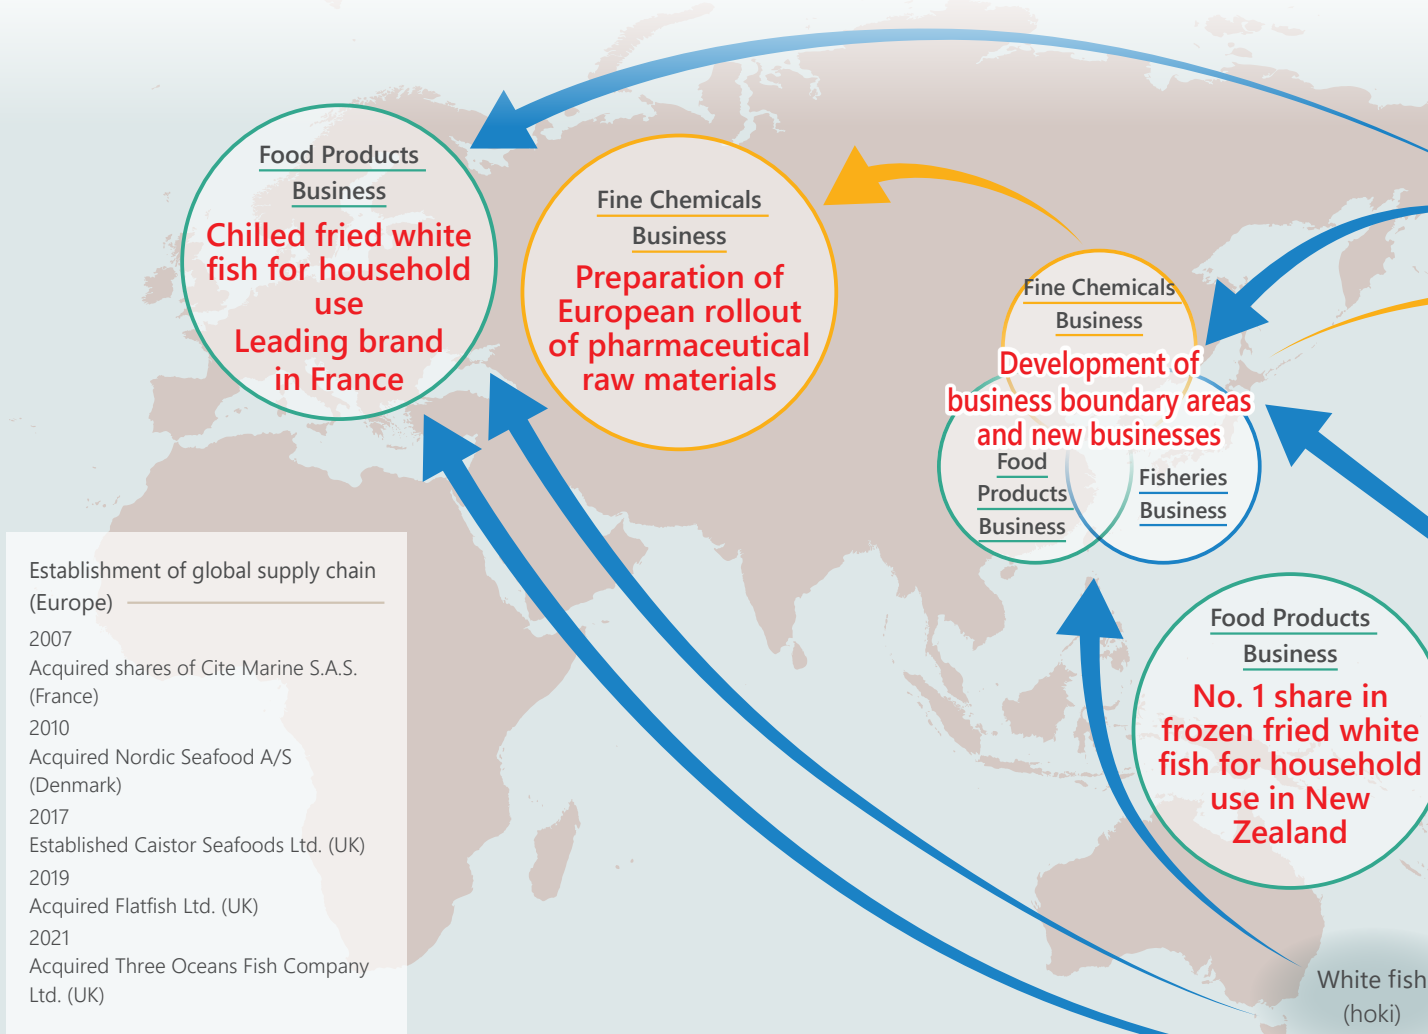 Food Products
Business
Chilled fried white
fish for household
use
Leading brand
in France
Fine Chemicals
Business
Preparation of
European rollout
of pharmaceutical
raw materials
Fine Chemicals
Business
Development of
business boundary areas
and new businesses
Food
Products
Business
Fisheries
Business
Food Products
Business
No. 1 share in
frozen fried white
fish for household
use in New
Zealand
Establishment of global supply chain
(Europe)
2007
Acquired shares of Cite Marine S.A.S.
(France)
2010
Acquired Nordic Seafood A/S
(Denmark)
2017
Established Caistor Seafoods Ltd. (UK)
2019
Acquired Flatfish Ltd. (UK)
2021
Acquired Three Oceans Fish Company
Ltd. (UK)
White fish
(hoki)